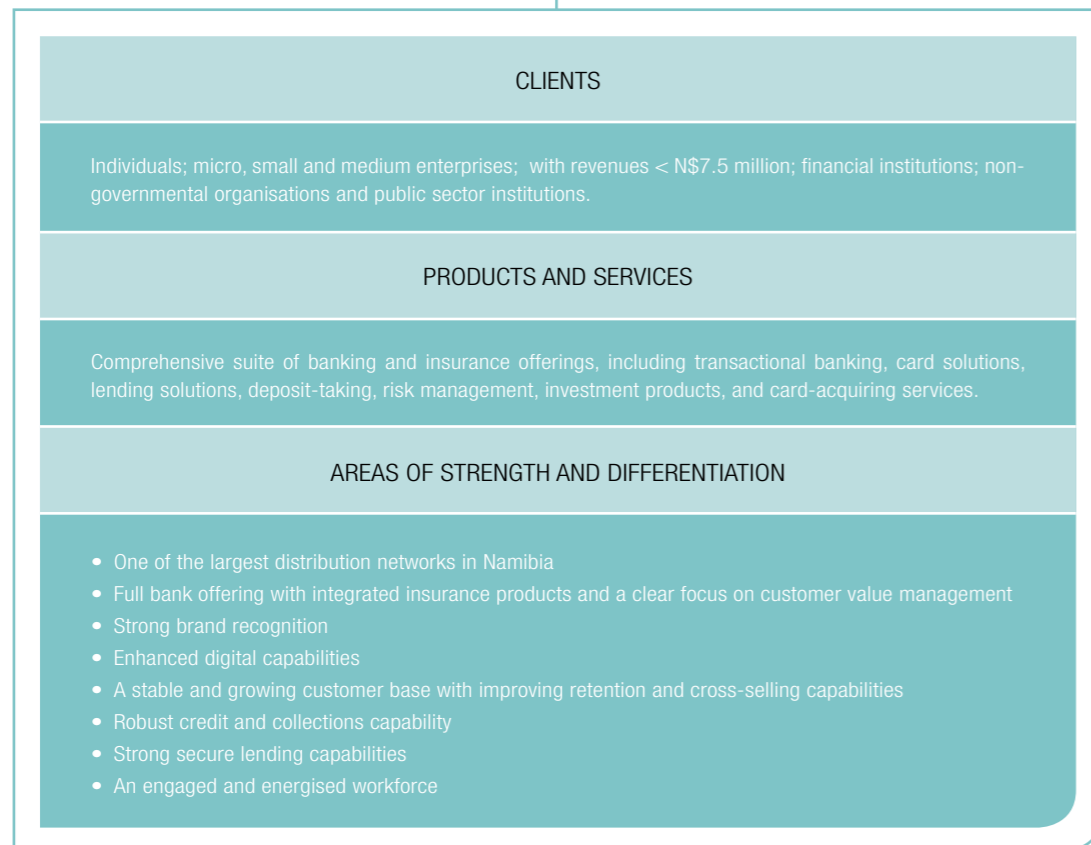 CLIENTS
Individuals; micro, small and medium enterprises;  with revenues < N$7.5 million; financial institutions; non-
governmental organisations and public sector institutions.
PRODUCTS AND SERVICES
Comprehensive suite of banking and insurance offerings, including transactional banking, card solutions,
lending solutions, deposit-taking, risk management, investment products, and card-acquiring services.
AREAS OF STRENGTH AND DIFFERENTIATION
• One of the largest distribution networks in Namibia
• Full bank offering with integrated insurance products and a clear focus on customer value management
• Strong brand recognition
• Enhanced digital capabilities
• A stable and growing customer base with improving retention and cross-selling capabilities
• Robust credit and collections capability
• Strong secure lending capabilities
• An engaged and energised workforce